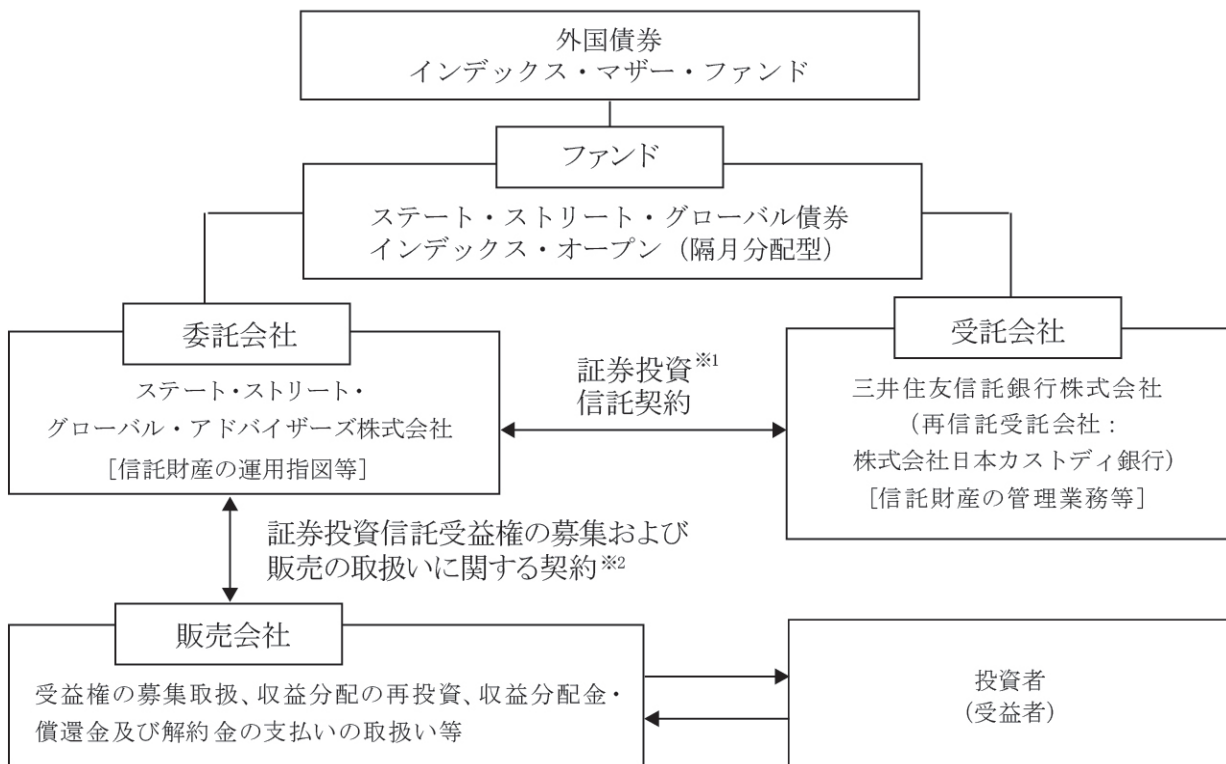 外国債券
インデックス・マザー・ファンド
ファンド
ステート・ストリート・グローバル債券
インデックス・オープン（隔月分配型）
委託会社
ステート・ストリート・
グローバル・アドバイザーズ株式会社
［信託財産の運用指図等］
証券投資※1
信託契約
受託会社
三井住友信託銀行株式会社
（再信託受託会社：
株式会社日本カストディ銀行）
［信託財産の管理業務等］
証券投資信託受益権の募集および
販売の取扱いに関する契約※2
販売会社
受益権の募集取扱、収益分配の再投資、収益分配金・
償還金及び解約金の支払いの取扱い等
投資者
（受益者）